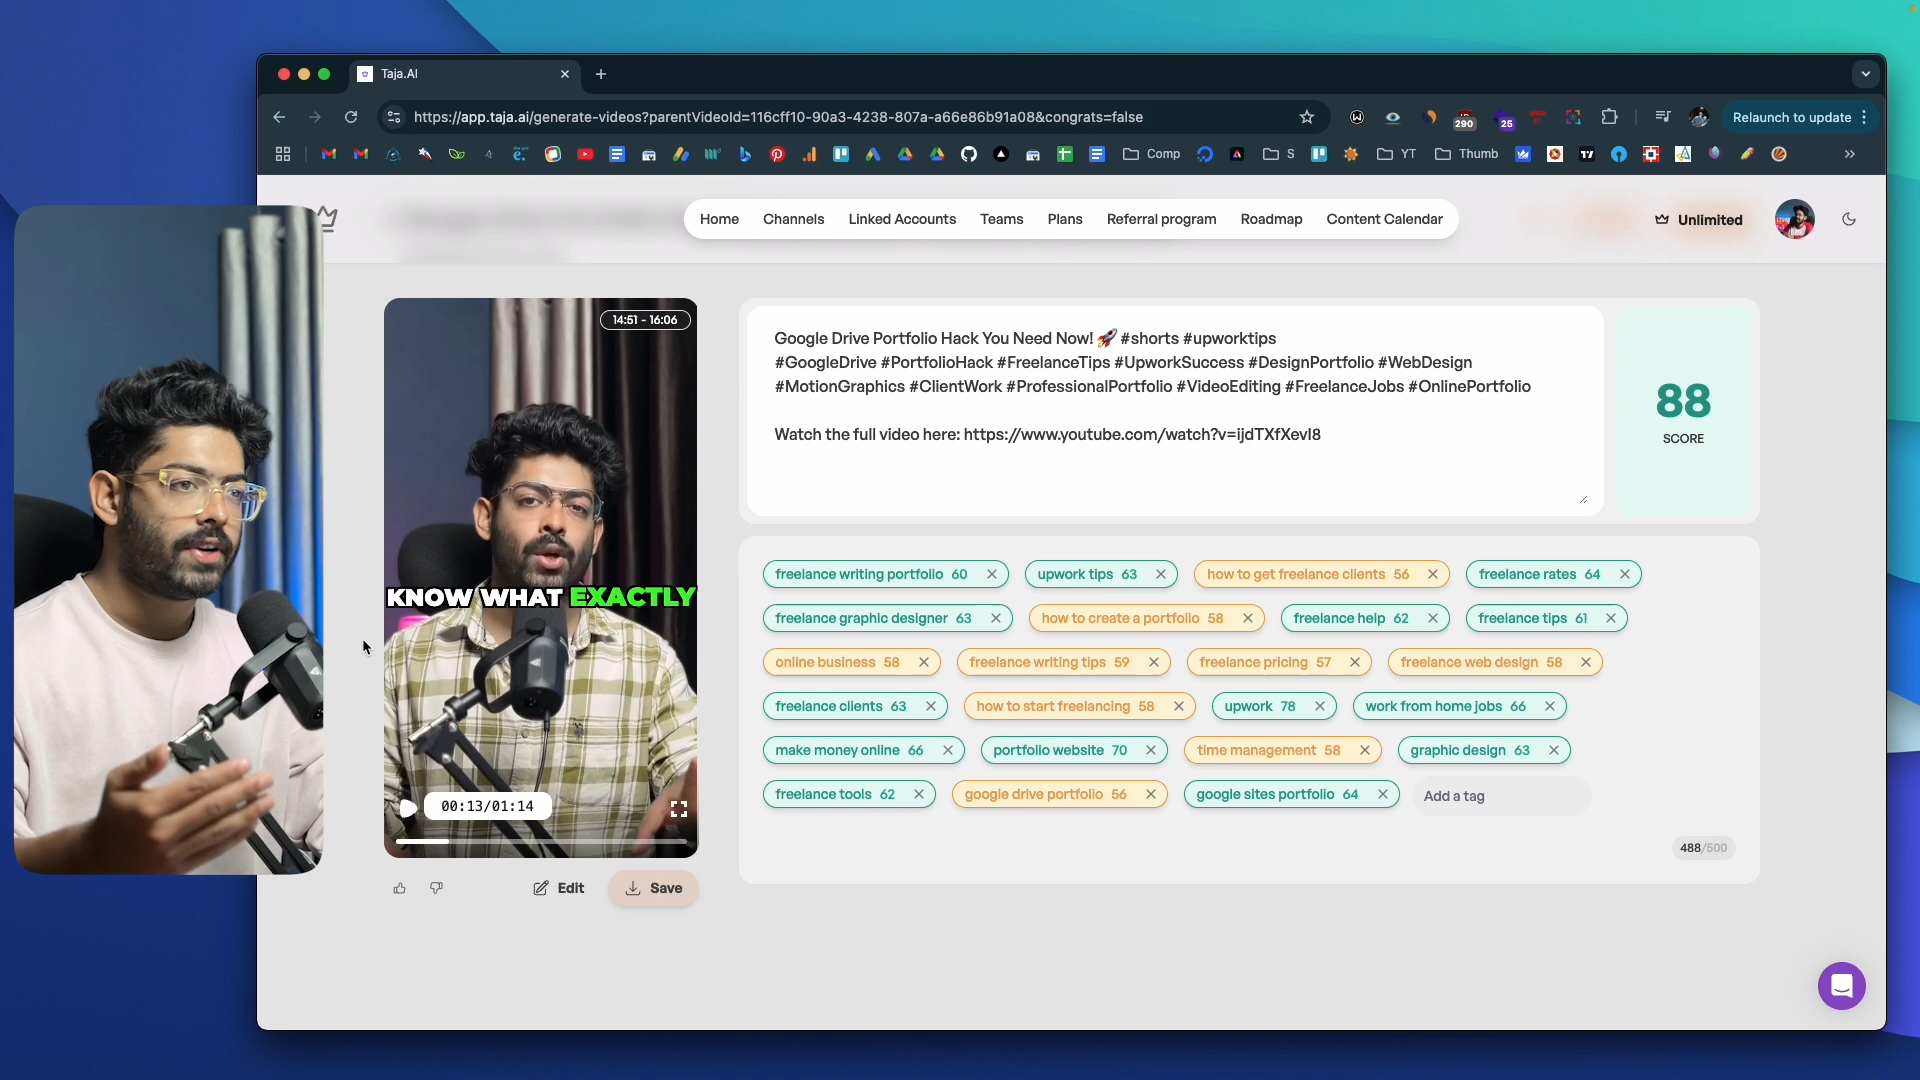 Taja.AI
https://app.taja.ai/generate-videos?parentVideoId=116cff10-90a3-4238-807a-a66e86b91a08&congrats=false
290
25
Relaunch to update
Comp
S
YT
Thumb
Home Channels Linked Accounts Teams Plans Referral program Roadmap Content Calendar
Unlimited
14:51 - 16:06
KNOW WHAT EXACTLY
00:13/01:14
Edit
Save
Google Drive Portfolio Hack You Need Now! 🚀 #shorts #upworktips
#GoogleDrive #PortfolioHack #FreelanceTips #UpworkSuccess #DesignPortfolio #WebDesign
#MotionGraphics #ClientWork #ProfessionalPortfolio #VideoEditing #FreelanceJobs #OnlinePortfolio
Watch the full video here: https://www.youtube.com/watch?v=ijdTXfXevI8
88
SCORE
freelance writing portfolio 60 upwork tips 63 how to get freelance clients 56 freelance rates 64
freelance graphic designer 63 how to create a portfolio 58 freelance help 62 freelance tips 61
online business 58 freelance writing tips 59 freelance pricing 57 freelance web design 58
freelance clients 63 how to start freelancing 58 upwork 78 work from home jobs 66
make money online 66 portfolio website 70 time management 58 graphic design 63
freelance tools 62 google drive portfolio 56 google sites portfolio 64 Add a tag
488/500